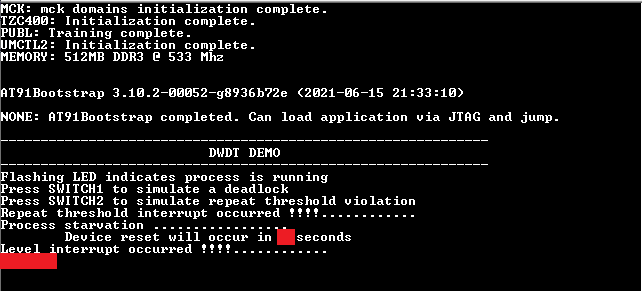 MCK: mck domains initialization complete.
TZC400: Initialization complete.
PUBL: Training complete.
UMCTL2: Initialization complete.
MEMORY: 512MB DDR3 @ 533 Mhz
AT91Bootstrap 3.10.2-00052-g8936b72e (2021-06-15 21:33:10)
NONE: AT91Bootstrap completed. Can load application via JTAG and jump.
-------------------------------------------------------------
DWDT DEMO
-------------------------------------------------------------
Flashing LED indicates process is running
Press SWITCH1 to simulate a deadlock
Press SWITCH2 to simulate repeat threshold violation
Repeat threshold interrupt occurred !!!!............
Process starvation .................
Device reset will occur in seconds
Level interrupt occurred !!!!............